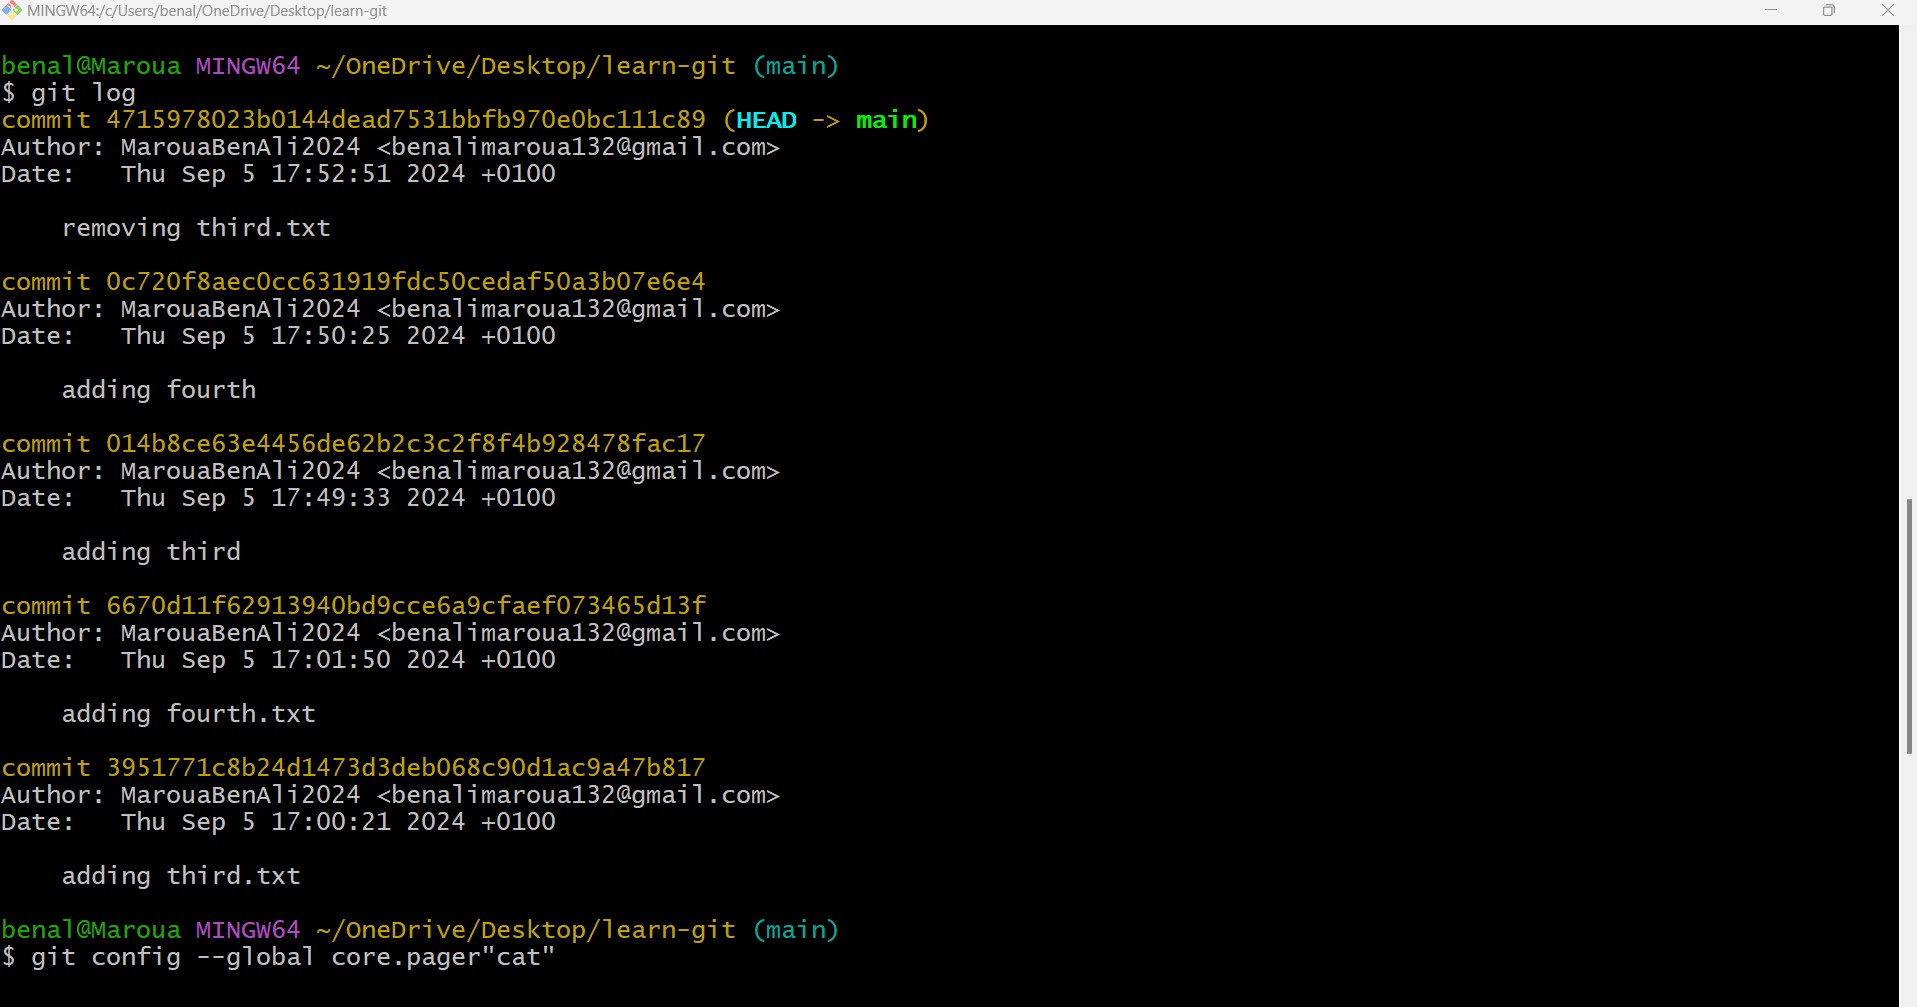 MINGW64:/c/Users/benal/OneDrive/Desktop/learn-git
benal@Maroua MINGW64 ~/OneDrive/Desktop/learn-git (main)
$ git log
commit 4715978023b0144dead7531bbfb970e0bc111c89 (HEAD -> main)
Author: MarouaBenAli2024 <benalimaroua132@gmail.com>
Date:   Thu Sep 5 17:52:51 2024 +0100
removing third.txt
commit 0c720f8aec0cc631919fdc50cedaf50a3b07e6e4
Author: MarouaBenAli2024 <benalimaroua132@gmail.com>
Date:   Thu Sep 5 17:50:25 2024 +0100
adding fourth
commit 014b8ce63e4456de62b2c3c2f8f4b928478fac17
Author: MarouaBenAli2024 <benalimaroua132@gmail.com>
Date:   Thu Sep 5 17:49:33 2024 +0100
adding third
commit 6670d11f62913940bd9cce6a9cfaef073465d13f
Author: MarouaBenAli2024 <benalimaroua132@gmail.com>
Date:   Thu Sep 5 17:01:50 2024 +0100
adding fourth.txt
commit 3951771c8b24d1473d3deb068c90d1ac9a47b817
Author: MarouaBenAli2024 <benalimaroua132@gmail.com>
Date:   Thu Sep 5 17:00:21 2024 +0100
adding third.txt
benal@Maroua MINGW64 ~/OneDrive/Desktop/learn-git (main)
$ git config --global core.pager"cat"